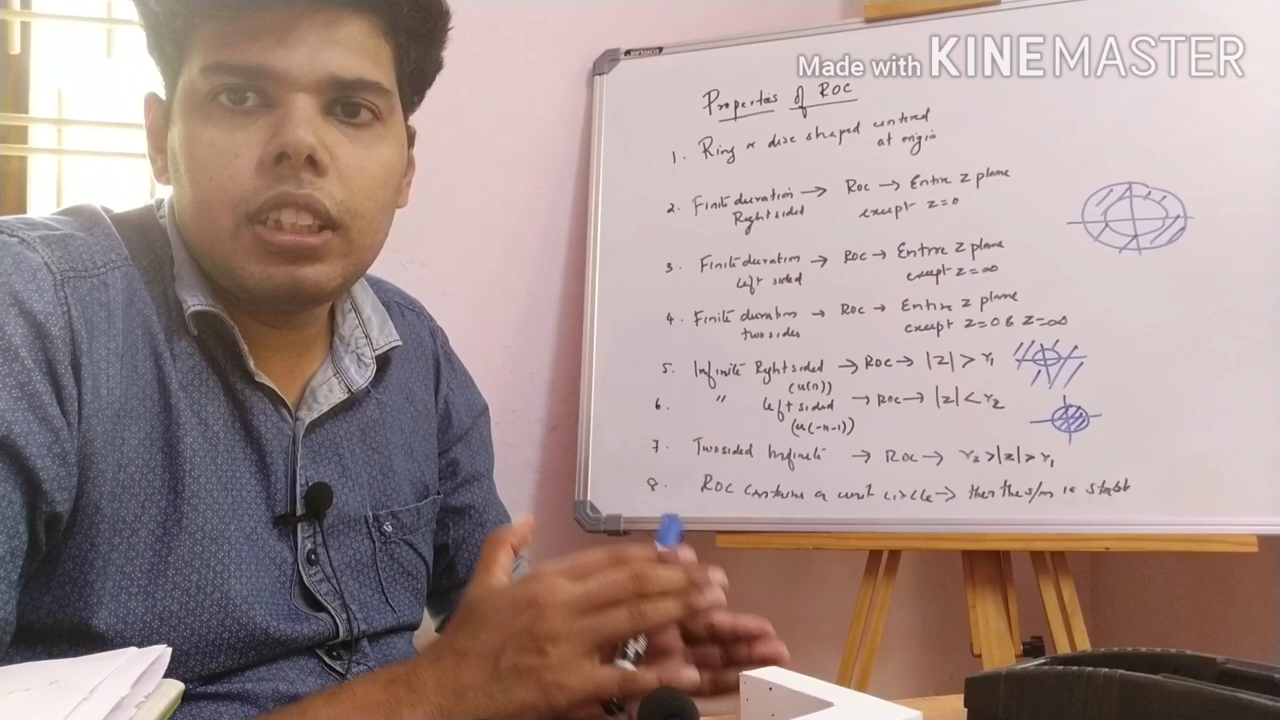 SCHOLAR
Made with KINEMASTER
Properties of ROC
1. Ring or disc shaped centered
at origin
2. Finite duration → ROC → Entire z plane
Right sided except z=0
3. Finite duration → ROC → Entire z plane
left sided except z=∞
4. Finite duration → ROC → Entire z plane
two sides except z=0 & z=∞
5. Infinite Right sided → ROC → |z| > r₁
(u(n))
6. " left sided → ROC → |z| < r₂
(u(-n-1))
7. Two sided Infinite → ROC → r₂ > |z| > r₁
8. ROC contains a unit circle → then the s/m is stable